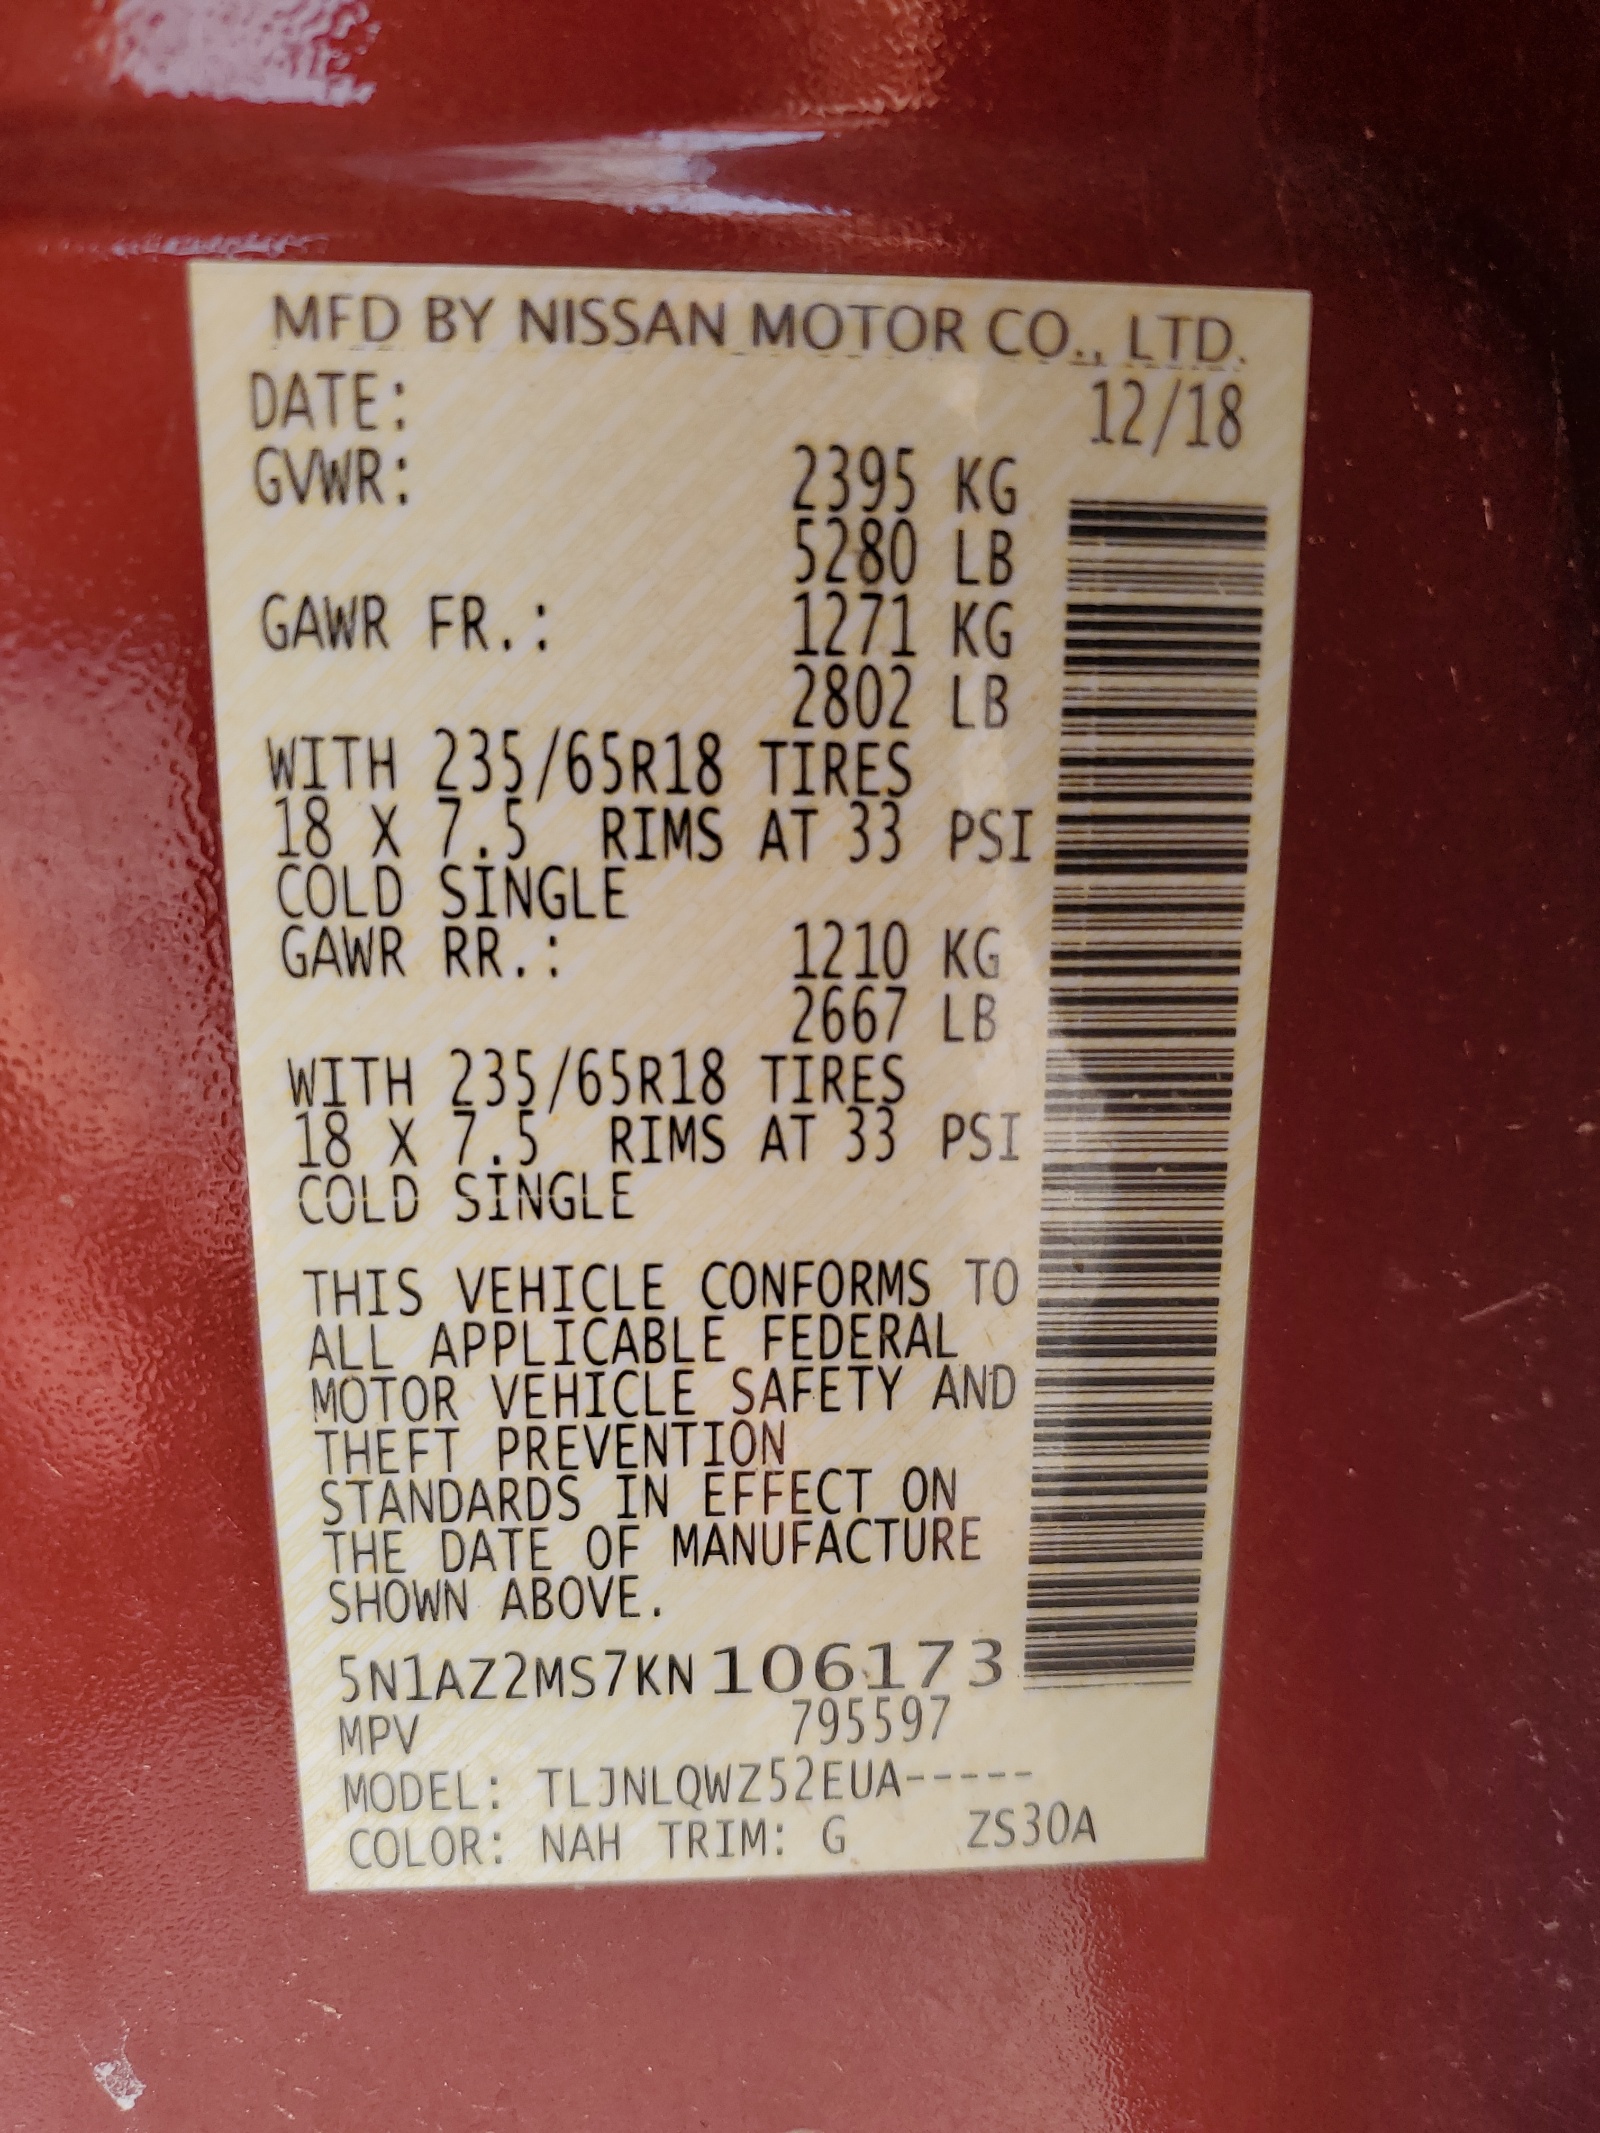 MFD BY NISSAN MOTOR CO., LTD.
DATE: 12/18
GVWR: 2395 KG
5280 LB
GAWR FR.: 1271 KG
2802 LB
WITH 235/65R18 TIRES
18 X 7.5 RIMS AT 33 PSI
COLD SINGLE
GAWR RR.: 1210 KG
2667 LB
WITH 235/65R18 TIRES
18 X 7.5 RIMS AT 33 PSI
COLD SINGLE
THIS VEHICLE CONFORMS TO
ALL APPLICABLE FEDERAL
MOTOR VEHICLE SAFETY AND
THEFT PREVENTION
STANDARDS IN EFFECT ON
THE DATE OF MANUFACTURE
SHOWN ABOVE.
5N1AZ2MS7KN106173
MPV 795597
MODEL: TLJNLQWZ52EUA-----
COLOR: NAH TRIM: G ZS30A